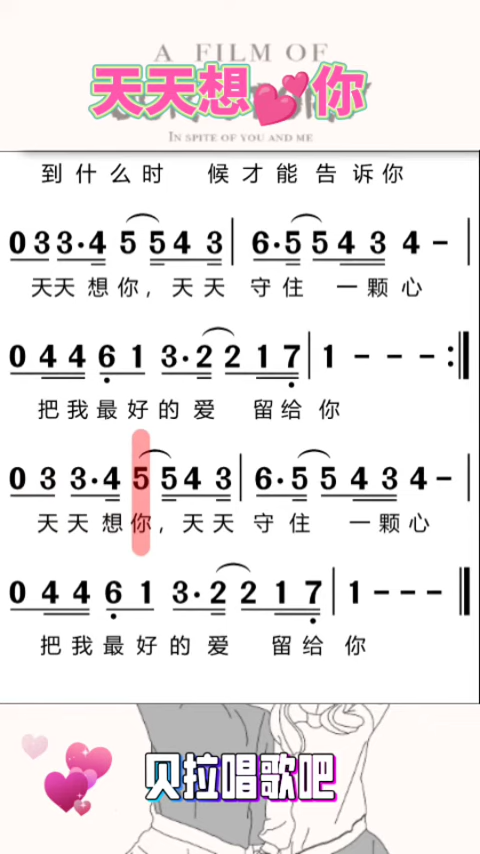 A FILM OF
天天想你
IN SPITE OF YOU AND ME
到什么时 候才能告诉你
0 3 3·4 5 5 4 3 | 6·5 5 4 3 4 – |
天天想你，天天 守住 一颗心
0 4 4 6 1 3·2 2 1 7 | 1 – – – :||
把我最好的爱 留给你
0 3 3·4 5 5 4 3 | 6·5 5 4 3 4 – |
天天想你，天天守住 一颗心
0 4 4 6 1 3·2 2 1 7 | 1 – – – ||
把我最好的爱 留给你
贝拉唱歌吧